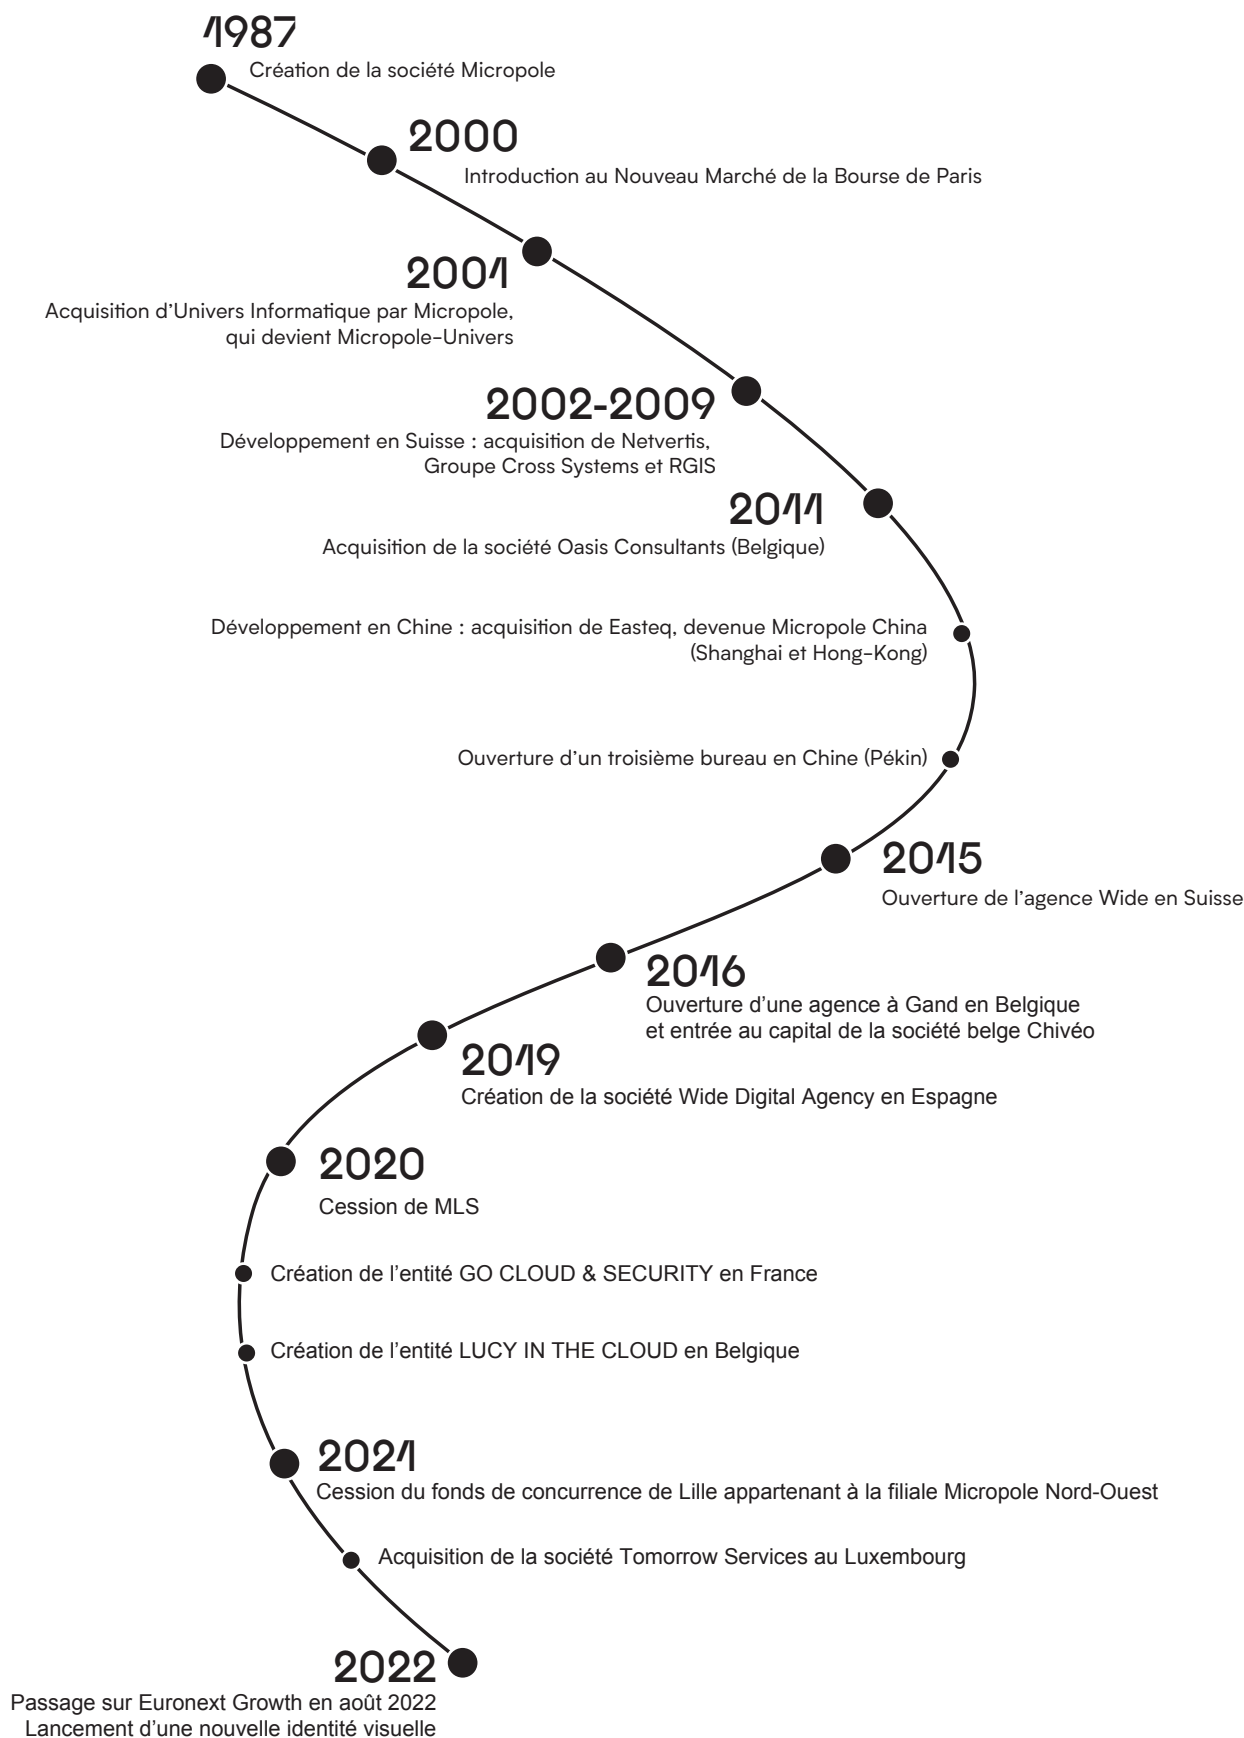 1987
Création de la société Micropole
2000
Introduction au Nouveau Marché de la Bourse de Paris
2001
Acquisition d’Univers Informatique par Micropole,
qui devient Micropole-Univers
2002-2009
Développement en Suisse : acquisition de Netvertis,
Groupe Cross Systems et RGIS
2011
Acquisition de la société Oasis Consultants (Belgique)
Développement en Chine : acquisition de Easteq, devenue Micropole China
(Shanghai et Hong-Kong)
Ouverture d’un troisième bureau en Chine (Pékin)
2015
Ouverture de l’agence Wide en Suisse
2016
Ouverture d’une agence à Gand en Belgique
et entrée au capital de la société belge Chivéo
2019
Création de la société Wide Digital Agency en Espagne
2020
Cession de MLS
Création de l’entité GO CLOUD & SECURITY en France
Création de l’entité LUCY IN THE CLOUD en Belgique
2021
Cession du fonds de concurrence de Lille appartenant à la filiale Micropole Nord-Ouest
Acquisition de la société Tomorrow Services au Luxembourg
2022
Passage sur Euronext Growth en août 2022
Lancement d’une nouvelle identité visuelle